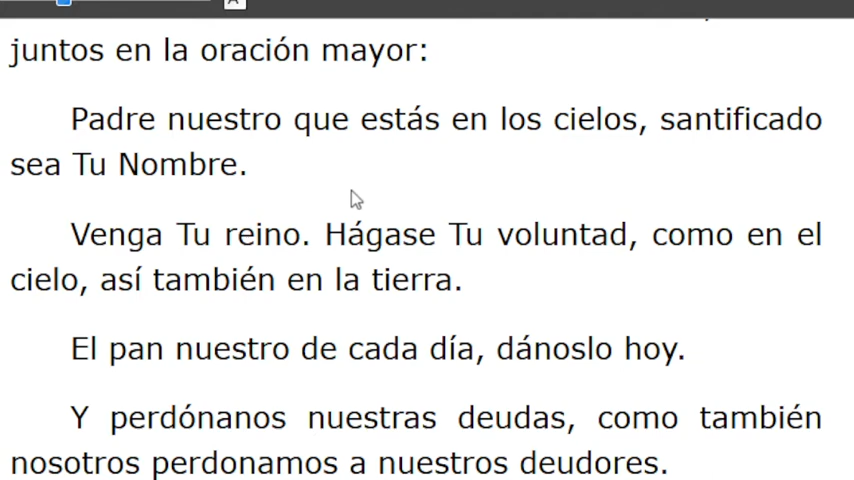 juntos en la oración mayor:
Padre nuestro que estás en los cielos, santificado
sea Tu Nombre.
Venga Tu reino. Hágase Tu voluntad, como en el
cielo, así también en la tierra.
El pan nuestro de cada día, dánoslo hoy.
Y perdónanos nuestras deudas, como también
nosotros perdonamos a nuestros deudores.